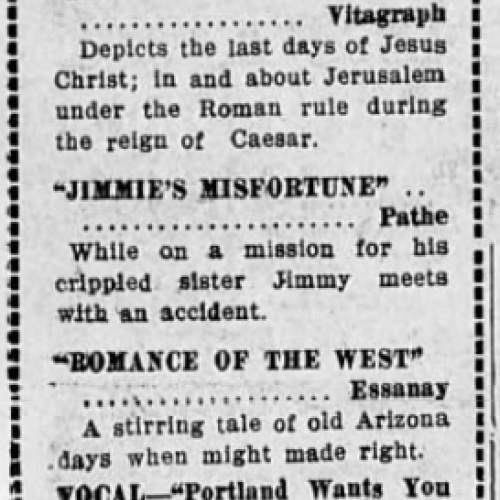 .................. Vitagraph
Depicts the last days of Jesus
Christ; in and about Jerusalem
under the Roman rule during
the reign of Caesar.
"JIMMIE'S MISFORTUNE" ..
...................... Pathe
While on a mission for his
crippled sister Jimmy meets
with an accident.
"ROMANCE OF THE WEST"
.................... Essanay
A stirring tale of old Arizona
days when might made right.
VOCAL—"Portland Wants You